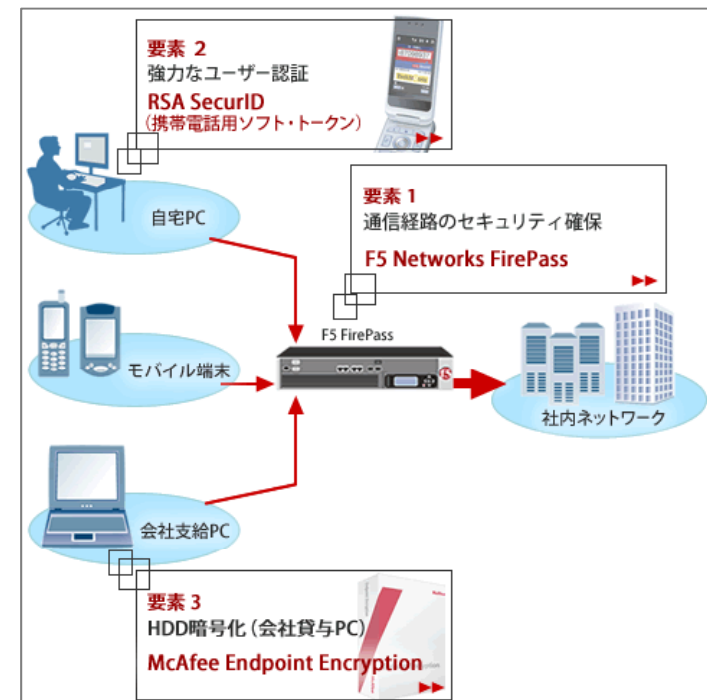 要素 2
強力なユーザー認証
RSA SecurID
（携帯電話用ソフト・トークン）
自宅PC
要素 1
通信経路のセキュリティ確保
F5 Networks FirePass
F5 FirePass
モバイル端末
社内ネットワーク
会社支給PC
要素 3
HDD暗号化（会社貸与PC）
McAfee Endpoint Encryption